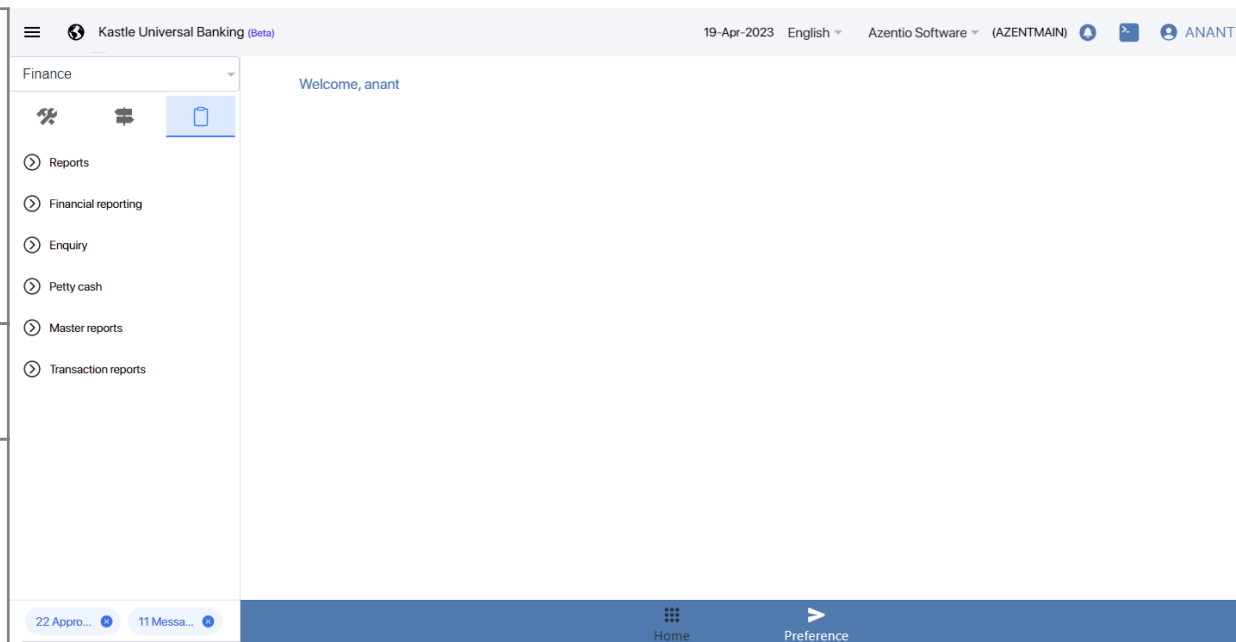 Kastle Universal Banking (Beta) 19-Apr-2023 English Azentio Software (AZENTMAIN) ANANT
Finance
Welcome, anant
Reports
Financial reporting
Enquiry
Petty cash
Master reports
Transaction reports
22 Appro... 11 Messa...
Home Preference